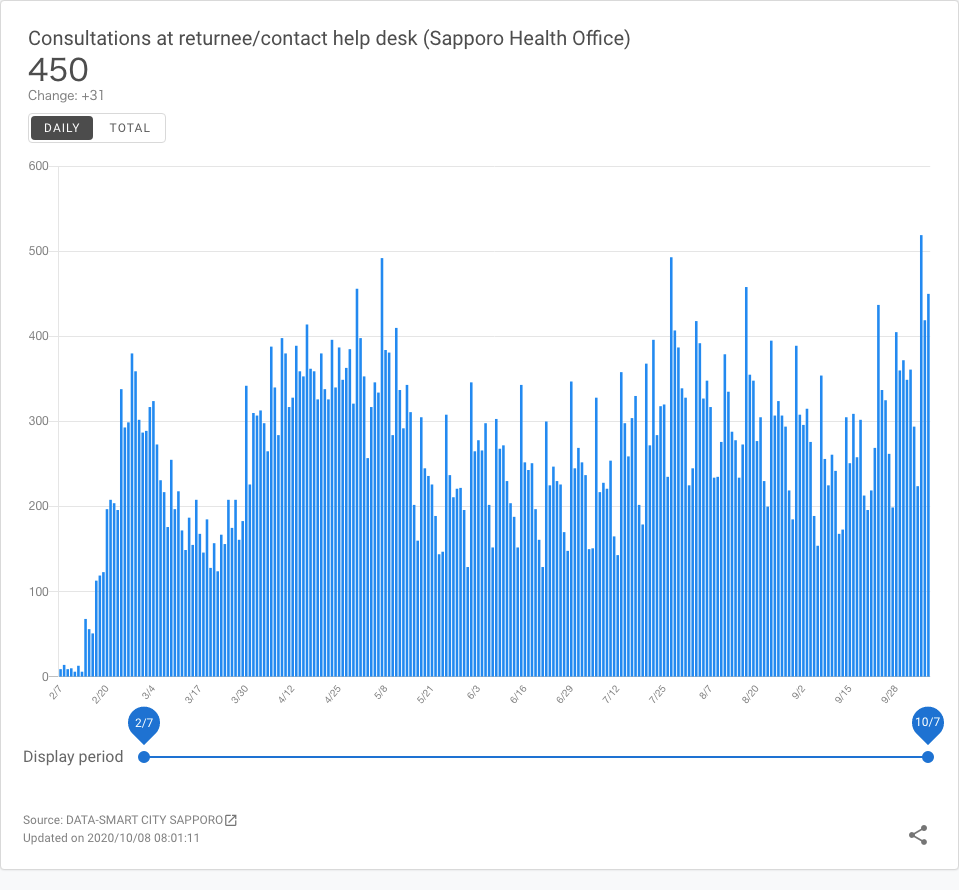 Consultations at returnee/contact help desk (Sapporo Health Office)
450
Change: +31
DAILY TOTAL
600
500
400
300
200
100
0
2/7 2/20 3/4 3/17 3/30 4/12 4/25 5/8 5/21 6/3 6/16 6/29 7/12 7/25 8/7 8/20 9/2 9/15 9/28
2/7 10/7
Display period
Source: DATA-SMART CITY SAPPORO
Updated on 2020/10/08 08:01:11